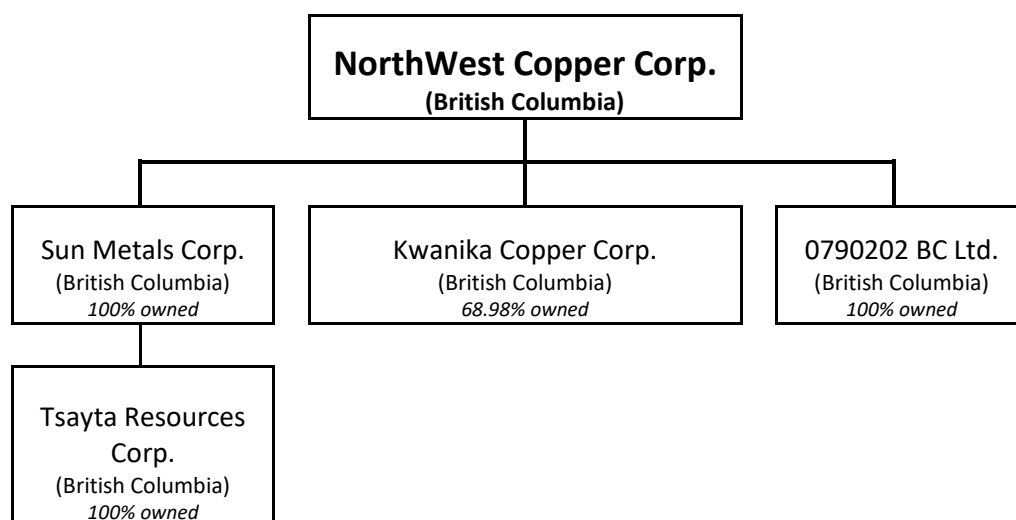 NorthWest Copper Corp.
(British Columbia)
Sun Metals Corp.
(British Columbia)
100% owned
Kwanika Copper Corp.
(British Columbia)
68.98% owned
0790202 BC Ltd.
(British Columbia)
100% owned
Tsayta Resources
Corp.
(British Columbia)
100% owned